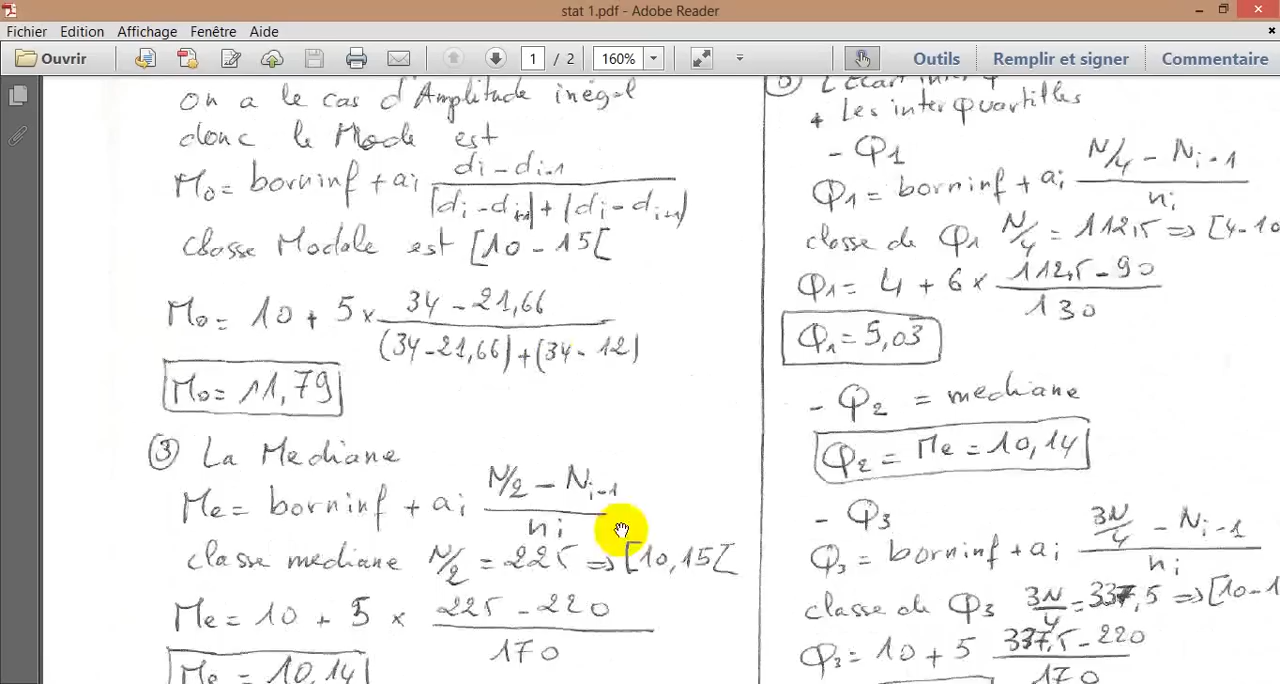 stat 1.pdf - Adobe Reader
Fichier Edition Affichage Fenêtre Aide
Ouvrir 1 / 2 160% Outils Remplir et signer Commentaire
On a le cas d'Amplitude inégal
donc le Mode est
Mo = borninf + ai (di - di-1) / (|di - di-1| + |di - di+1|)
Classe Modale est [10 - 15[
Mo = 10 + 5 × (34 - 21,66) / ((34 - 21,66) + (34 - 12))
Mo = 11,79
③ La Mediane
Me = borninf + ai (N/2 - Ni-1) / ni
classe mediane N/2 = 225 => [10,15[
Me = 10 + 5 × (225 - 220) / 170
Me = 10,14
+ Les interquartilles
- Q1
Q1 = borninf + ai (N/4 - Ni-1) / ni
classe de Q1 N/4 = 112,5 => [4-10
Q1 = 4 + 6 × (112,5 - 90) / 130
Q1 = 5,03
- Q2 = mediane
Q2 = Me = 10,14
- Q3
Q3 = borninf + ai (3N/4 - Ni-1) / ni
classe de Q3 3N/4 = 337,5 => [10-1
Q3 = 10 + 5 (337,5 - 220) / 170